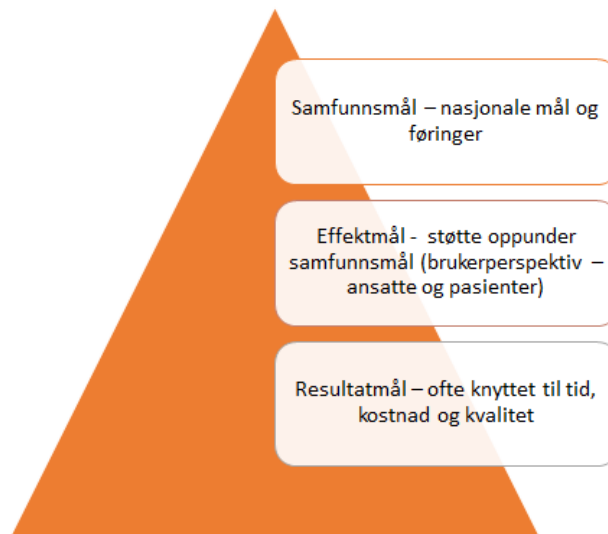 Samfunnsmål – nasjonale mål og
føringer
Effektmål - støtte oppunder
samfunnsmål (brukerperspektiv –
ansatte og pasienter)
Resultatmål – ofte knyttet til tid,
kostnad og kvalitet